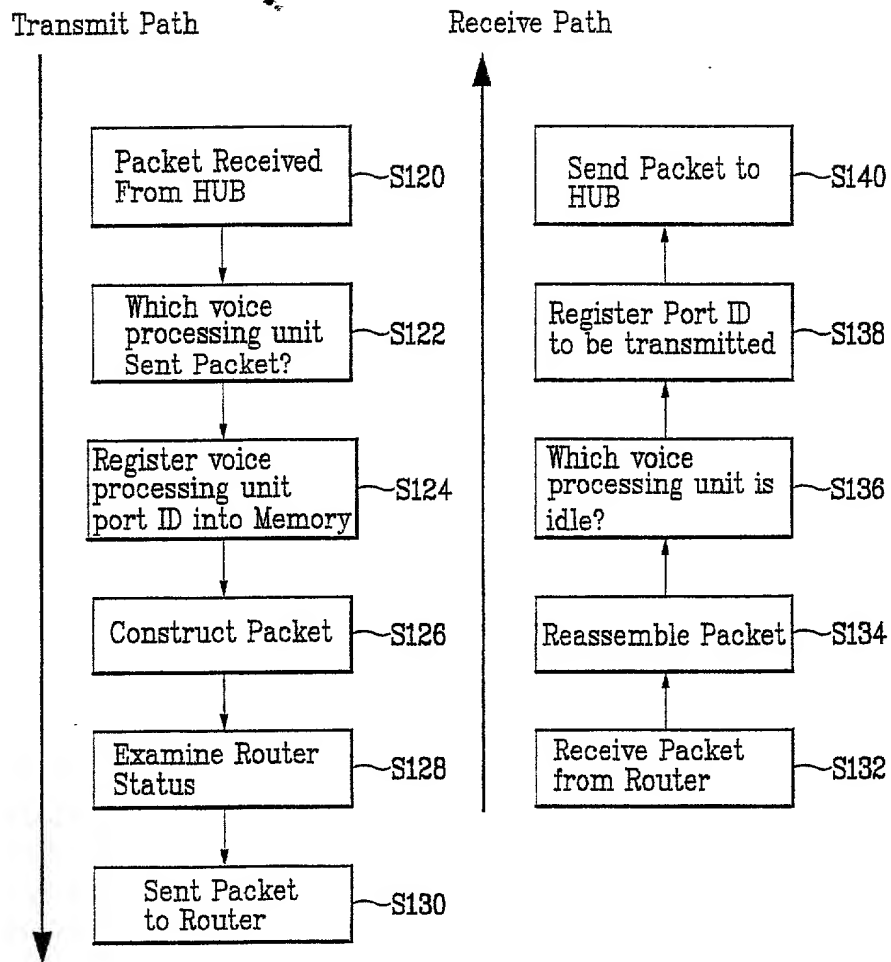 Transmit Path
Packet Received
From HUB
S120
Which voice
processing unit
Sent Packet?
S122
Register voice
processing unit
port ID into Memory
S124
Construct Packet
S126
Examine Router
Status
S128
Sent Packet
to Router
S130
Receive Path
Send Packet to
HUB
S140
Register Port ID
to be transmitted
S138
Which voice
processing unit is
idle?
S136
Reassemble Packet
S134
Receive Packet
from Router
S132